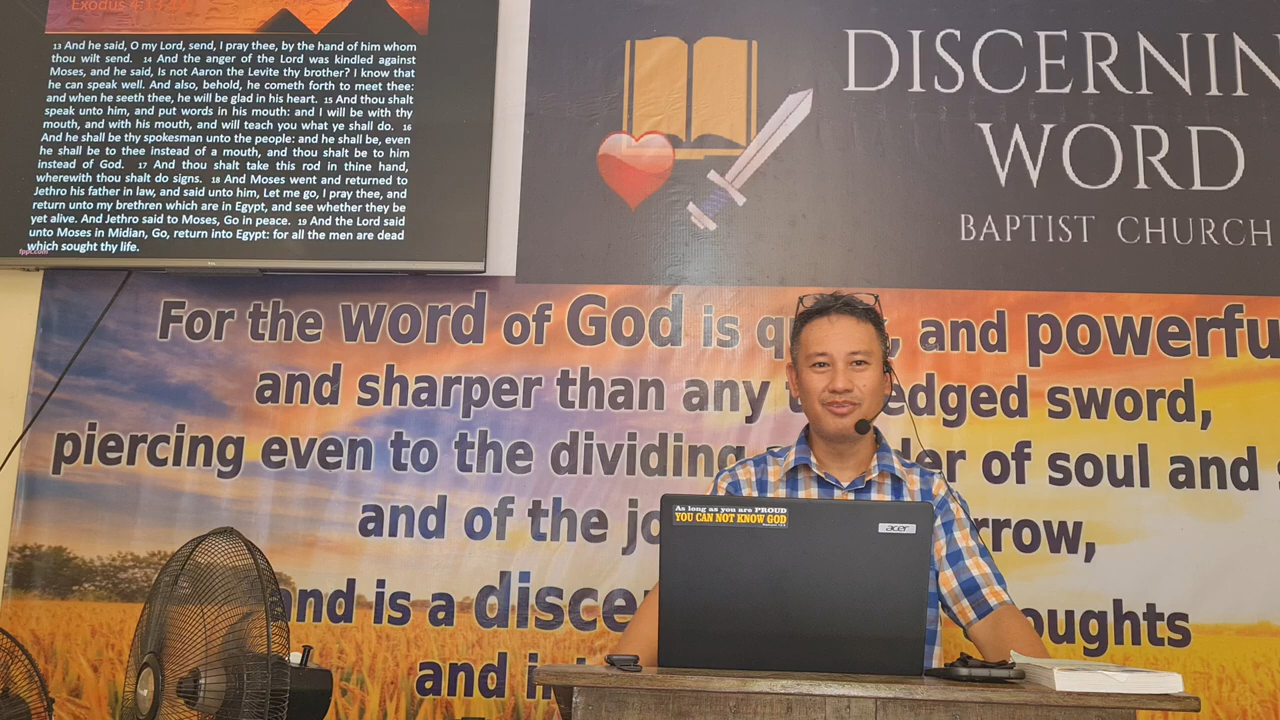 Exodus 4:13-
13 And he said, O my Lord, send, I pray thee, by the hand of him whom
thou wilt send. 14 And the anger of the Lord was kindled against
Moses, and he said, Is not Aaron the Levite thy brother? I know that
he can speak well. And also, behold, he cometh forth to meet thee:
and when he seeth thee, he will be glad in his heart. 15 And thou shalt
speak unto him, and put words in his mouth: and I will be with thy
mouth, and with his mouth, and will teach you what ye shall do. 16
And he shall be thy spokesman unto the people: and he shall be, even
he shall be to thee instead of a mouth, and thou shalt be to him
instead of God. 17 And thou shalt take this rod in thine hand,
wherewith thou shalt do signs. 18 And Moses went and returned to
Jethro his father in law, and said unto him, Let me go, I pray thee, and
return unto my brethren which are in Egypt, and see whether they be
yet alive. And Jethro said to Moses, Go in peace. 19 And the Lord said
unto Moses in Midian, Go, return into Egypt: for all the men are dead
which sought thy life.
fppt.com
TCL
DISCERNIN
WORD
BAPTIST CHURCH
For the word of God is q , and powerfu
and sharper than any t edged sword,
piercing even to the dividing der of soul and s
and of the jo rrow,
and is a disce oughts
and int
As long as you are PROUD
YOU CAN NOT KNOW GOD
acer